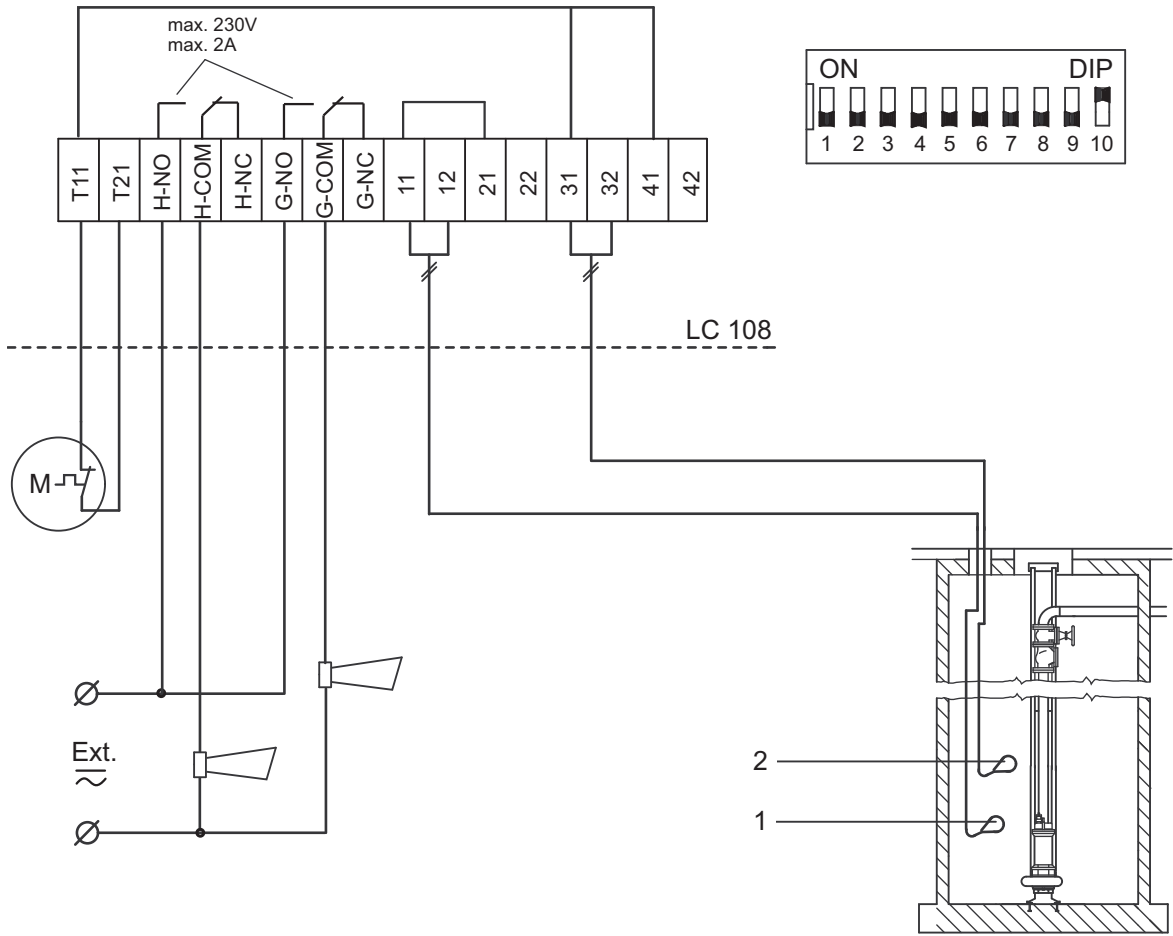 max. 230V
max. 2A
ON DIP
1 2 3 4 5 6 7 8 9 10
T11 T21 H-NO H-COM H-NC G-NO G-COM G-NC 11 12 21 22 31 32 41 42
LC 108
M
Ext.
2
1